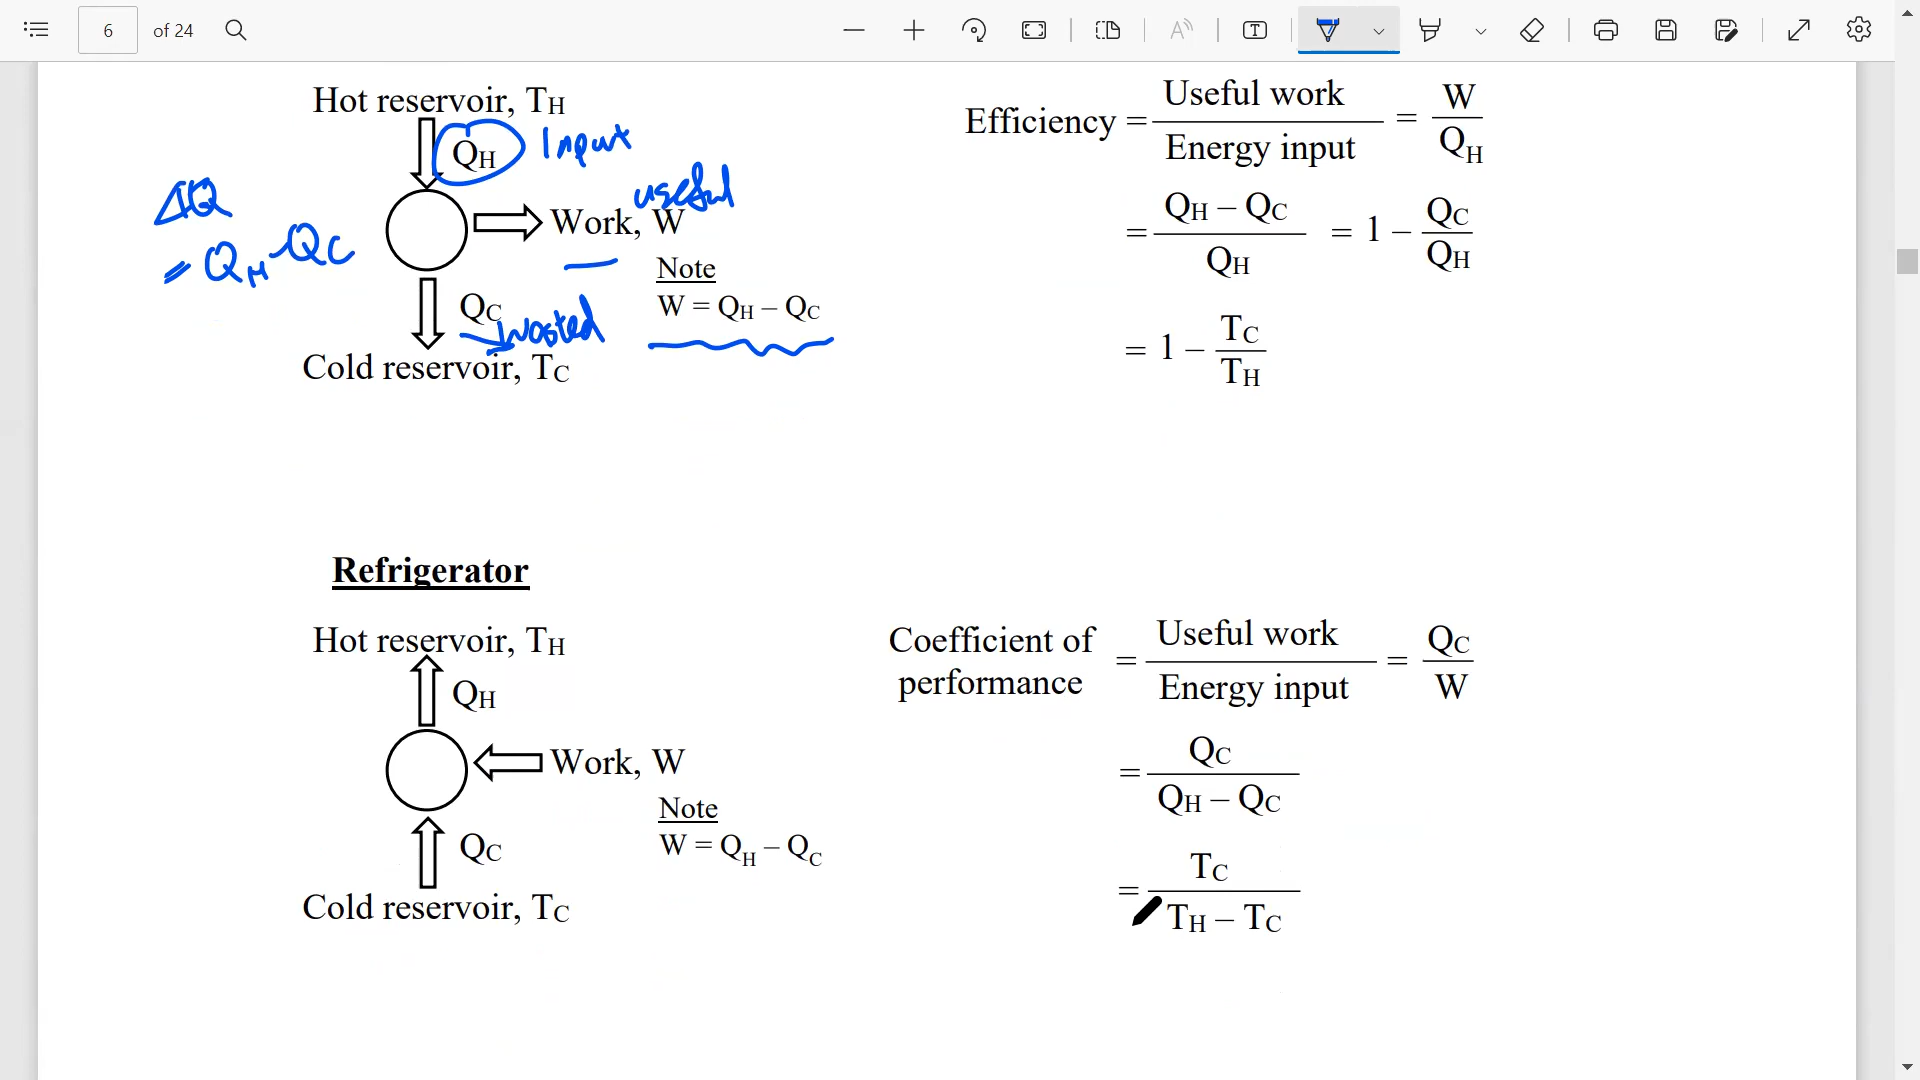 6 of 24
Hot reservoir, TH
QH Input
ΔQ
= QH - QC
useful
Work, W
Note
W = QH – QC
QC wasted
Cold reservoir, TC
Efficiency = Useful work / Energy input = W / QH
= QH – QC / QH = 1 – QC / QH
= 1 – TC / TH
Refrigerator
Hot reservoir, TH
QH
Work, W
Note
W = QH – QC
QC
Cold reservoir, TC
Coefficient of performance = Useful work / Energy input = QC / W
= QC / QH – QC
= TC / TH – TC